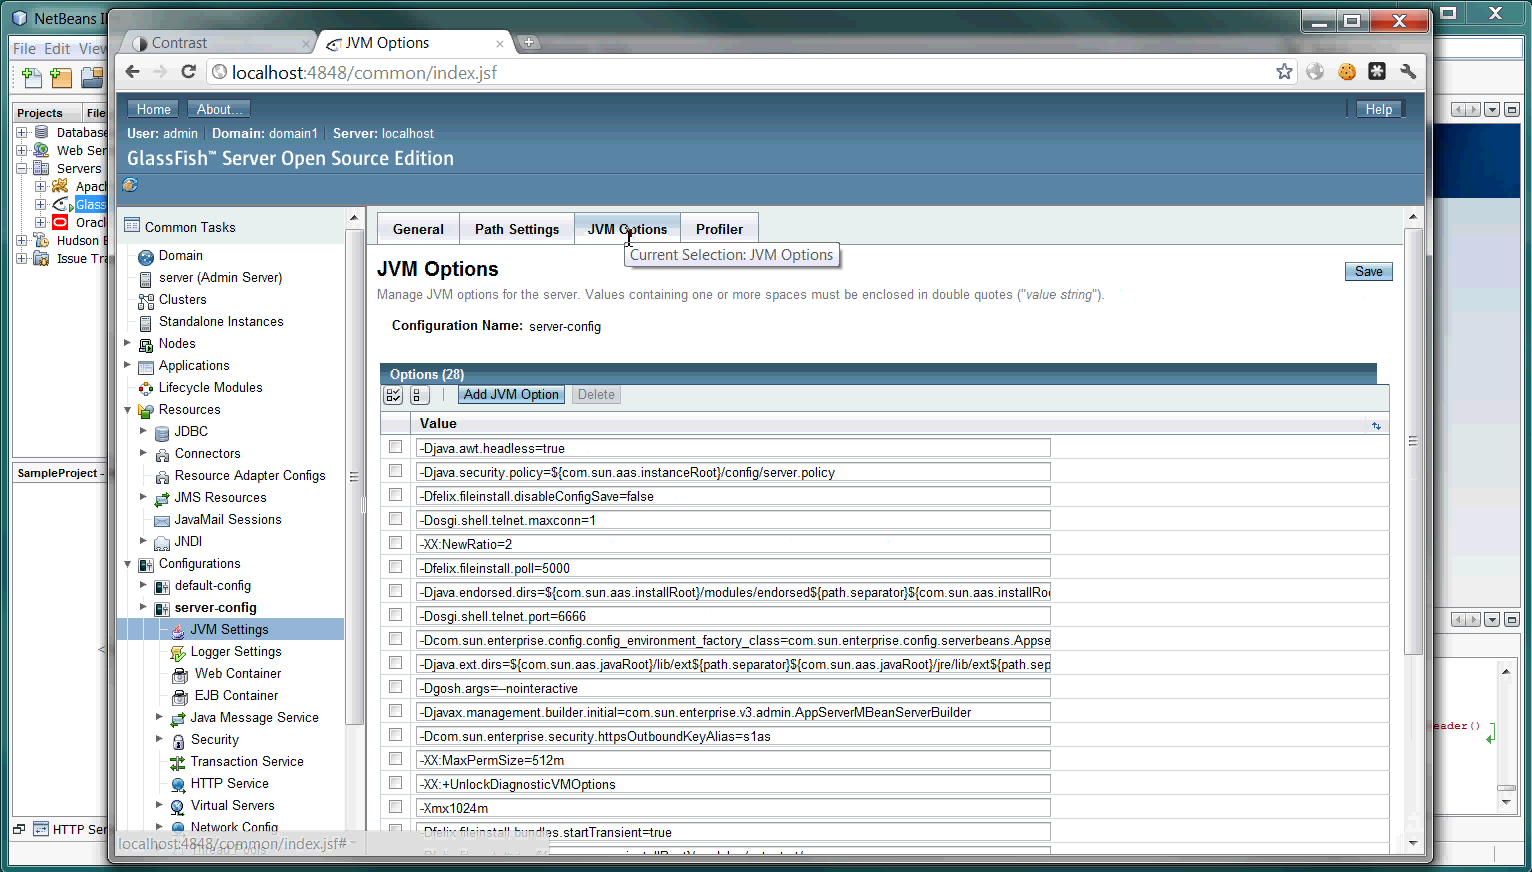 NetBeans I
File Edit View
Projects
File
Database
Web Ser
Servers
Apac
Glass
Orac
Hudson B
Issue Tra
SampleProject -
HTTP Ser
Contrast
JVM Options
localhost:4848/common/index.jsf
Home
About...
Help
User: admin
Domain: domain1
Server: localhost
GlassFish™ Server Open Source Edition
Common Tasks
Domain
server (Admin Server)
Clusters
Standalone Instances
Nodes
Applications
Lifecycle Modules
Resources
JDBC
Connectors
Resource Adapter Configs
JMS Resources
JavaMail Sessions
JNDI
Configurations
default-config
server-config
JVM Settings
Logger Settings
Web Container
EJB Container
Java Message Service
Security
Transaction Service
HTTP Service
Virtual Servers
Network Config
Thread Pools
localhost:4848/common/index.jsf#
General
Path Settings
JVM Options
Profiler
Current Selection: JVM Options
JVM Options
Save
Manage JVM options for the server. Values containing one or more spaces must be enclosed in double quotes ("value string").
Configuration Name: server-config
Options (28)
Add JVM Option
Delete
Value
-Djava.awt.headless=true
-Djava.security.policy=${com.sun.aas.instanceRoot}/config/server.policy
-Dfelix.fileinstall.disableConfigSave=false
-Dosgi.shell.telnet.maxconn=1
-XX:NewRatio=2
-Dfelix.fileinstall.poll=5000
-Djava.endorsed.dirs=${com.sun.aas.installRoot}/modules/endorsed${path.separator}${com.sun.aas.installRo
-Dosgi.shell.telnet.port=6666
-Dcom.sun.enterprise.config.config_environment_factory_class=com.sun.enterprise.config.serverbeans.Appse
-Djava.ext.dirs=${com.sun.aas.javaRoot}/lib/ext${path.separator}${com.sun.aas.javaRoot}/jre/lib/ext${path.sep
-Dgosh.args=--nointeractive
-Djavax.management.builder.initial=com.sun.enterprise.v3.admin.AppServerMBeanServerBuilder
-Dcom.sun.enterprise.security.httpsOutboundKeyAlias=s1as
-XX:MaxPermSize=512m
-XX:+UnlockDiagnosticVMOptions
-Xmx1024m
-Dfelix.fileinstall.bundles.startTransient=true
eader()